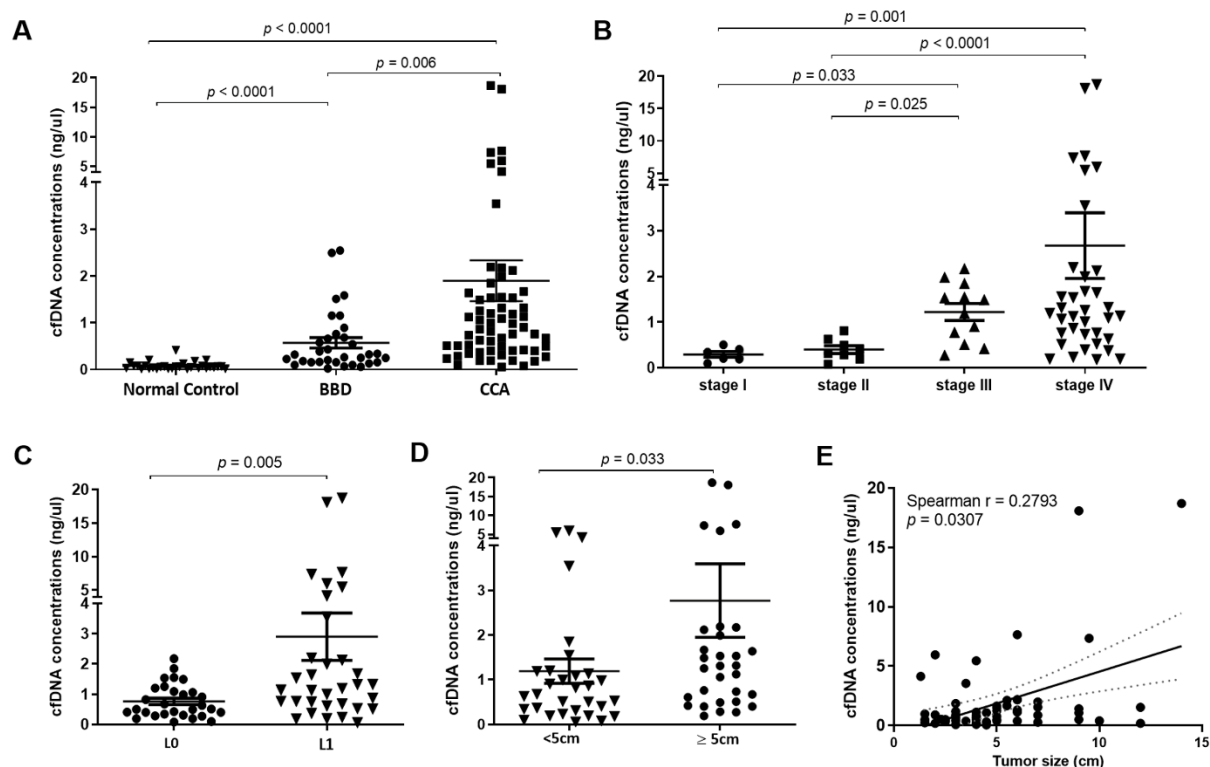 A
p < 0.0001
p = 0.006
p < 0.0001
cfDNA concentrations (ng/ul)
20
15
10
5
4
3
2
1
0
Normal Control
BBD
CCA
B
p = 0.001
p < 0.0001
p = 0.033
p = 0.025
cfDNA concentrations (ng/ul)
20
15
10
5
4
3
2
1
0
stage I
stage II
stage III
stage IV
C
p = 0.005
cfDNA concentrations (ng/ul)
20
15
10
5
4
3
2
1
0
L0
L1
D
p = 0.033
cfDNA concentrations (ng/ul)
20
15
10
5
4
3
2
1
0
<5cm
≥ 5cm
E
Spearman r = 0.2793
p = 0.0307
cfDNA concentrations (ng/ul)
20
15
10
5
0
0
5
10
15
Tumor size (cm)